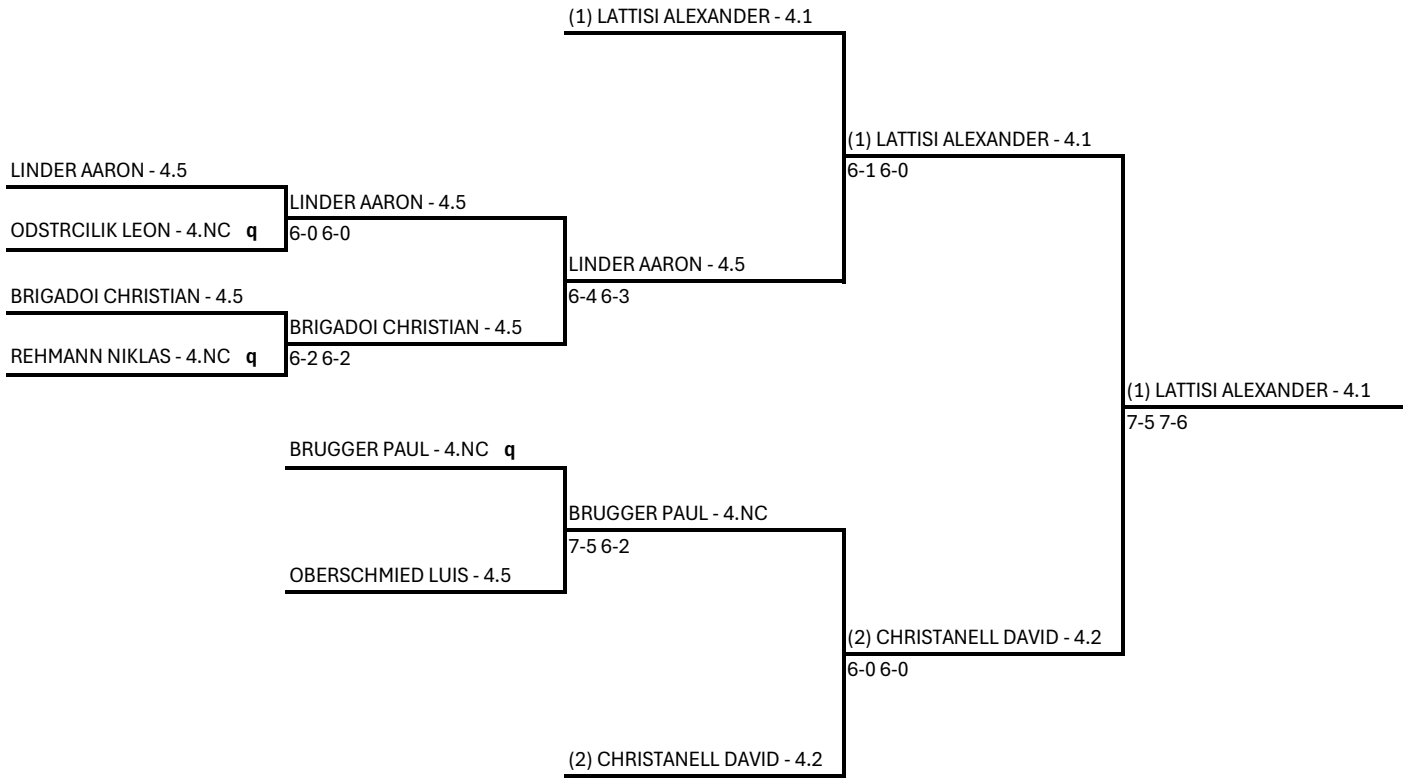 (1) LATTISI ALEXANDER - 4.1
(1) LATTISI ALEXANDER - 4.1
LINDER AARON - 4.5
6-1 6-0
LINDER AARON - 4.5
ODSTRCILIK LEON - 4.NC q
6-0 6-0
LINDER AARON - 4.5
BRIGADOI CHRISTIAN - 4.5
6-4 6-3
BRIGADOI CHRISTIAN - 4.5
REHMANN NIKLAS - 4.NC q
6-2 6-2
(1) LATTISI ALEXANDER - 4.1
7-5 7-6
BRUGGER PAUL - 4.NC q
BRUGGER PAUL - 4.NC
7-5 6-2
OBERSCHMIED LUIS - 4.5
(2) CHRISTANELL DAVID - 4.2
6-0 6-0
(2) CHRISTANELL DAVID - 4.2